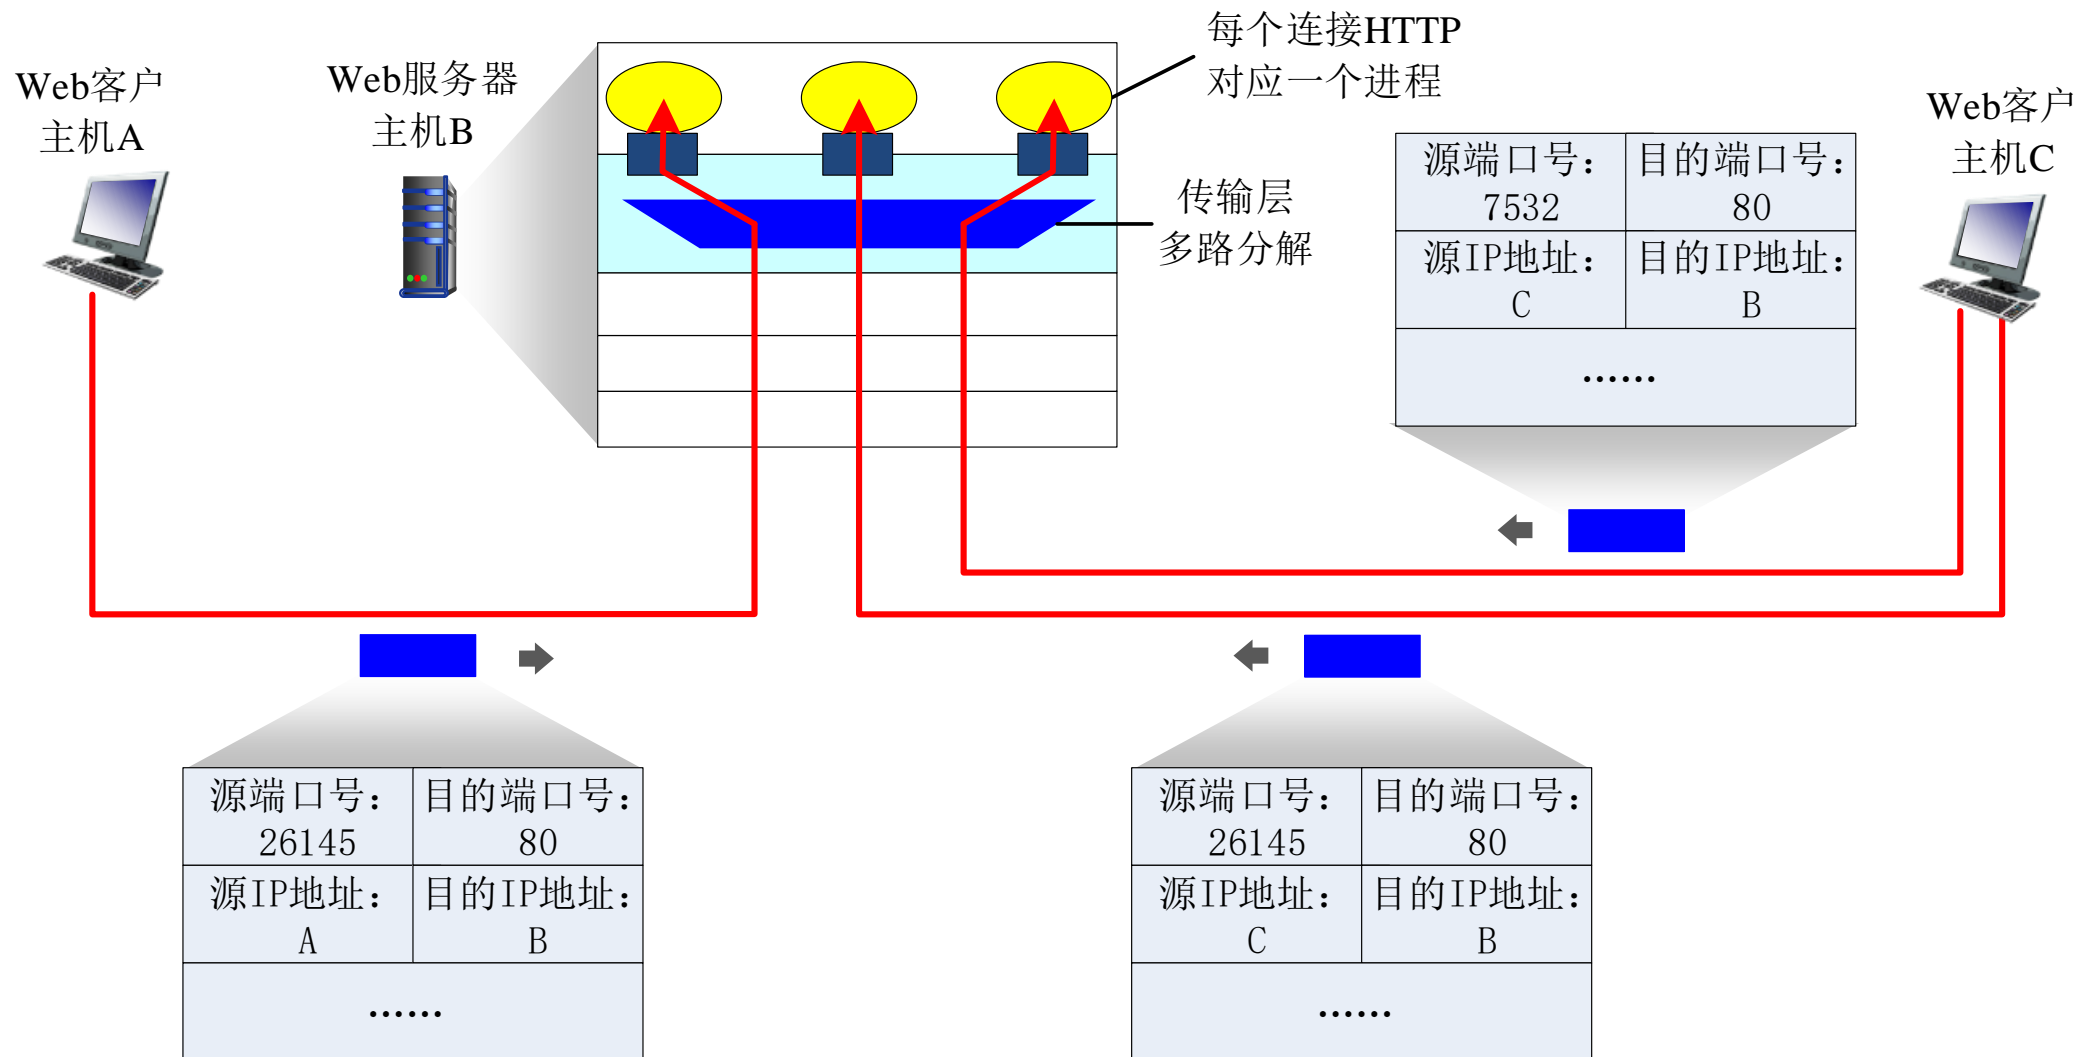 每个连接HTTP
对应一个进程
Web客户
主机A
Web服务器
主机B
Web客户
主机C
传输层
多路分解
源端口号：
7532
目的端口号：
80
源IP地址：
C
目的IP地址：
B
……
源端口号：
26145
目的端口号：
80
源IP地址：
A
目的IP地址：
B
……
源端口号：
26145
目的端口号：
80
源IP地址：
C
目的IP地址：
B
……